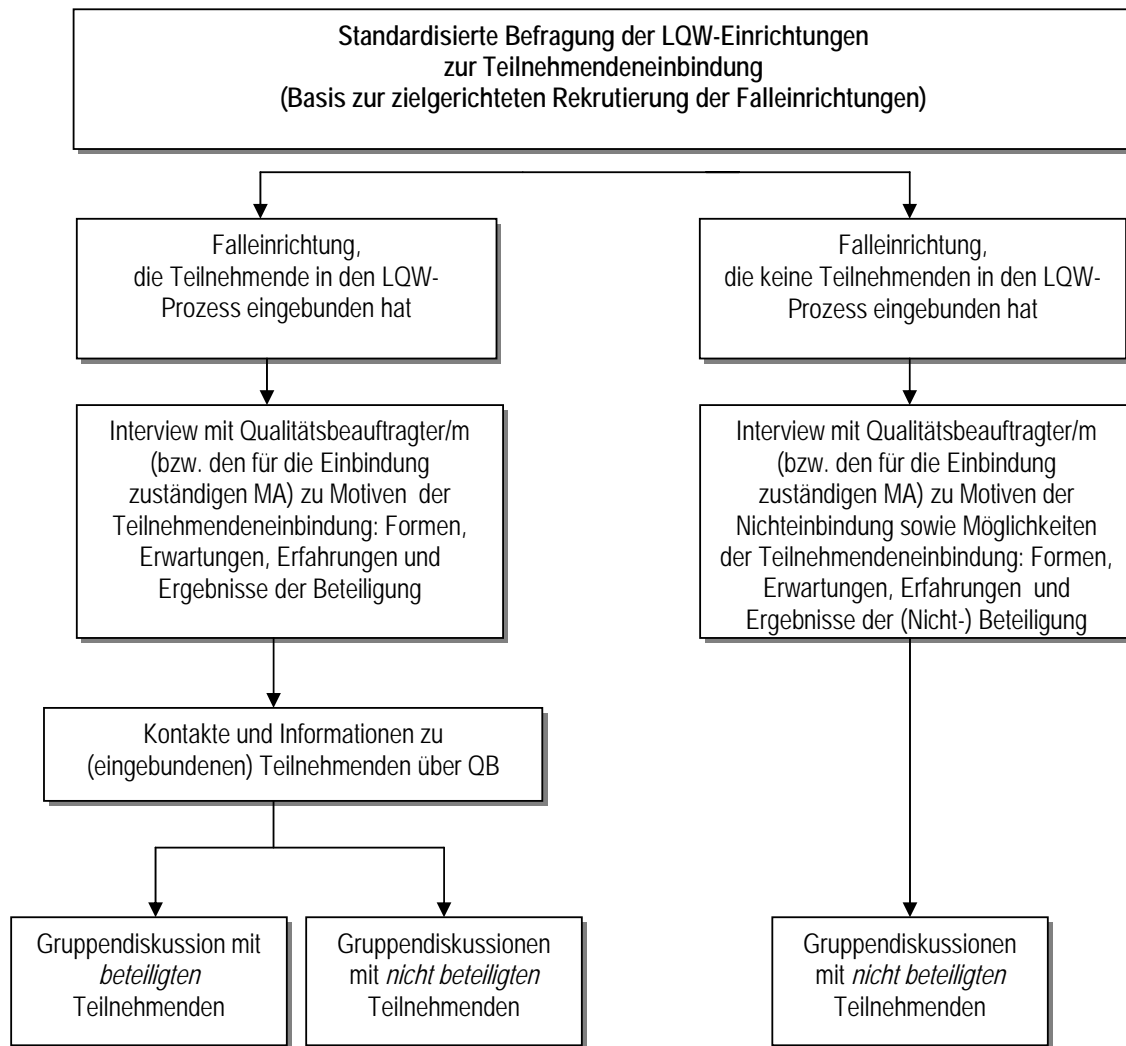 Standardisierte Befragung der LQW-Einrichtungen
zur Teilnehmendeneinbindung
(Basis zur zielgerichteten Rekrutierung der Falleinrichtungen)
Falleinrichtung,
die Teilnehmende in den LQW-
Prozess eingebunden hat
Falleinrichtung,
die keine Teilnehmenden in den LQW-
Prozess eingebunden hat
Interview mit Qualitätsbeauftragter/m
(bzw. den für die Einbindung
zuständigen MA) zu Motiven der
Teilnehmendeneinbindung: Formen,
Erwartungen, Erfahrungen und
Ergebnisse der Beteiligung
Interview mit Qualitätsbeauftragter/m
(bzw. den für die Einbindung
zuständigen MA) zu Motiven der
Nichteinbindung sowie Möglichkeiten
der Teilnehmendeneinbindung: Formen,
Erwartungen, Erfahrungen und
Ergebnisse der (Nicht-) Beteiligung
Kontakte und Informationen zu
(eingebundenen) Teilnehmenden über QB
Gruppendiskussion mit
beteiligten
Teilnehmenden
Gruppendiskussionen
mit nicht beteiligten
Teilnehmenden
Gruppendiskussionen
mit nicht beteiligten
Teilnehmenden